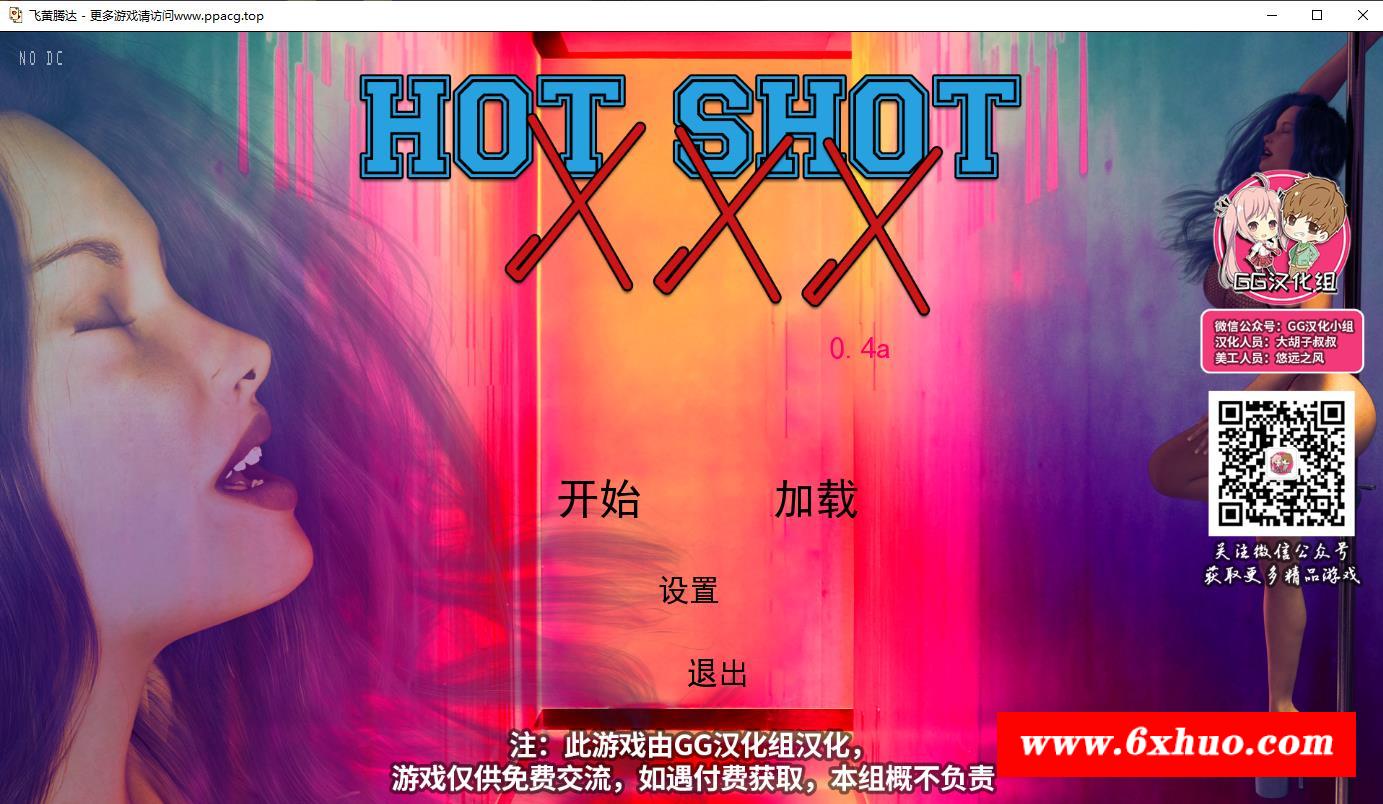 飞黄腾达 - 更多游戏请访问www.ppacg.top
NO DC
HOT SHOT
XXX
0.4a
开始
加载
设置
退出
GG汉化组
微信公众号：GG汉化小组
汉化人员：大胡子叔叔
美工人员：悠远之风
关注微信公众号
获取更多精品游戏
www.6xhuo.com
注：此游戏由GG汉化组汉化，
游戏仅供免费交流，如遇付费获取，本组概不负责